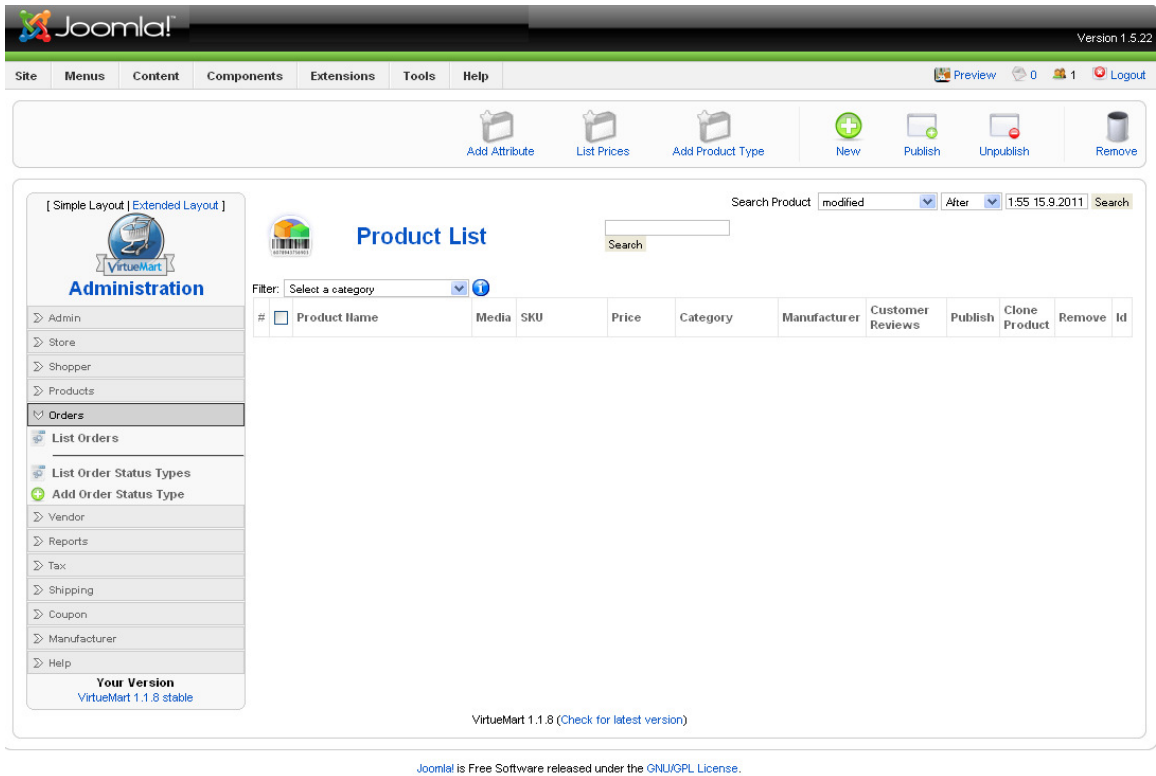 Joomla!
Version 1.5.22
Site Menus Content Components Extensions Tools Help Preview 0 1 Logout
Add Attribute List Prices Add Product Type New Publish Unpublish Remove
[ Simple Layout | Extended Layout ]
VirtueMart
Administration
Admin
Store
Shopper
Products
Orders
List Orders
List Order Status Types
Add Order Status Type
Vendor
Reports
Tax
Shipping
Coupon
Manufacturer
Help
Your Version
VirtueMart 1.1.8 stable
Search Product modified After 1:55 15.9.2011 Search
Product List
Search
Filter: Select a category
# Product Name Media SKU Price Category Manufacturer Customer Reviews Publish Clone Product Remove Id
VirtueMart 1.1.8 (Check for latest version)
Joomla! is Free Software released under the GNU/GPL License.